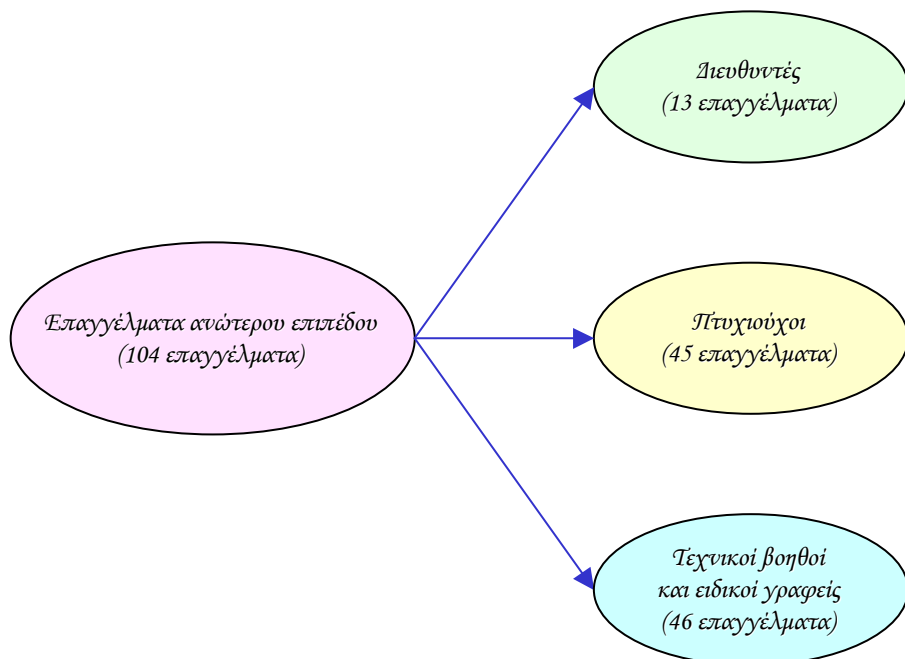 Διευθυντές
(13 επαγγέλματα)
Επαγγέλματα ανώτερου επιπέδου
(104 επαγγέλματα)
Πτυχιούχοι
(45 επαγγέλματα)
Τεχνικοί βοηθοί
και ειδικοί γραφείς
(46 επαγγέλματα)